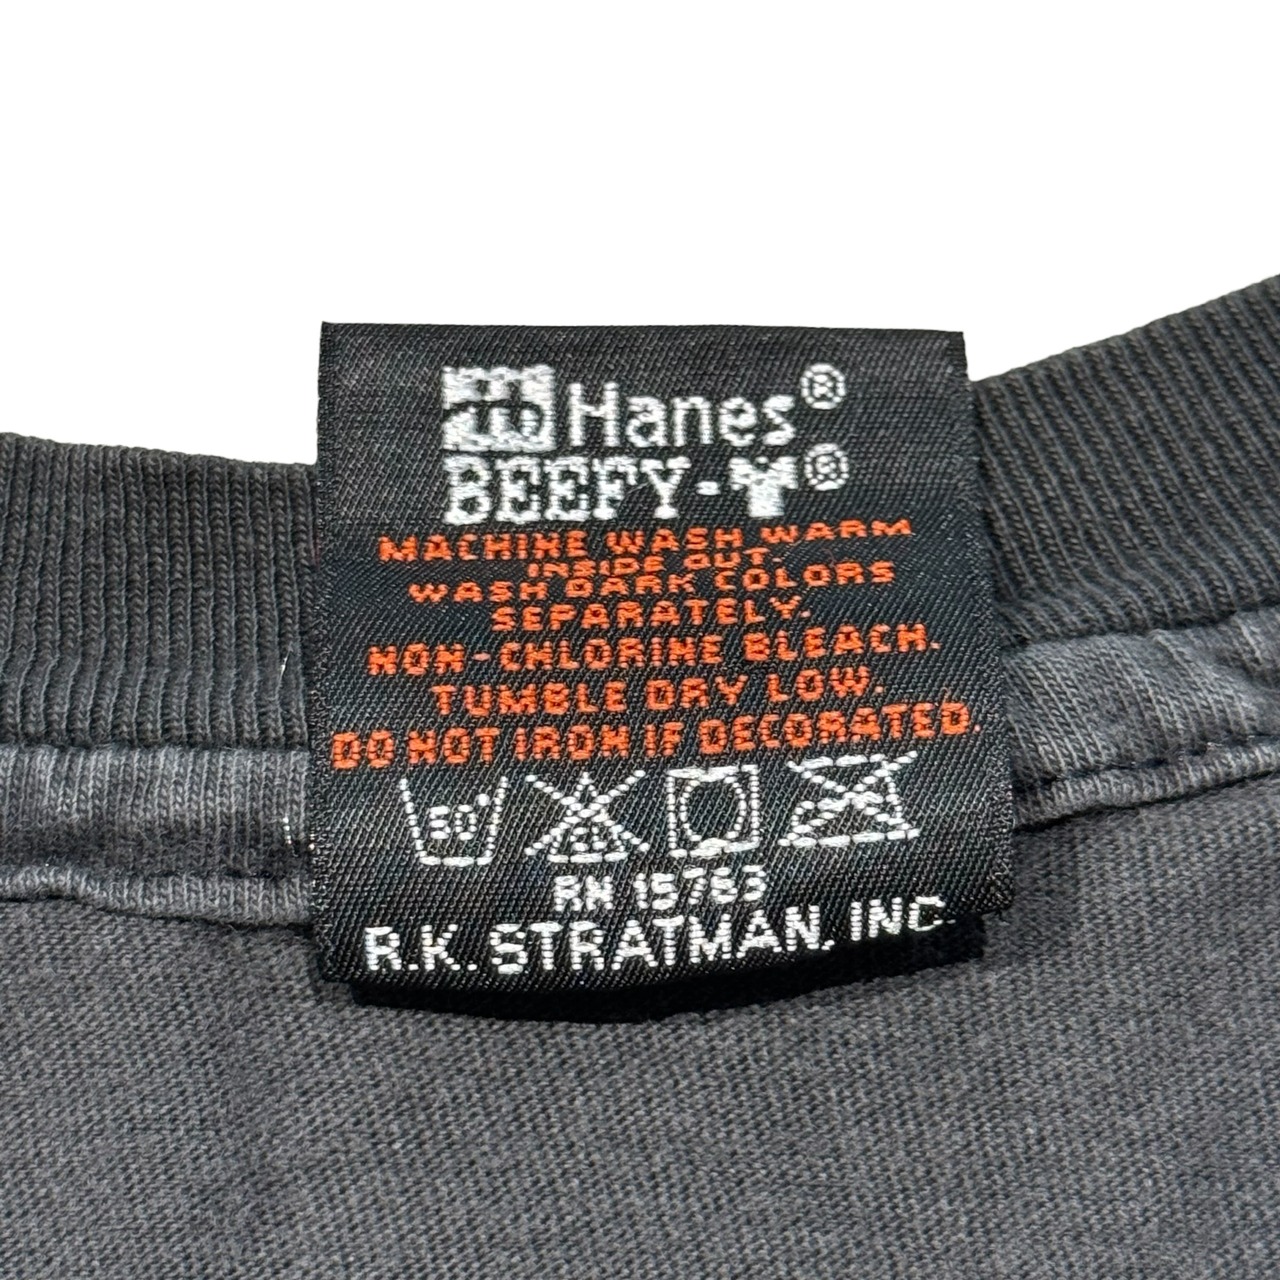 Hanes®
BEEFY-T®
MACHINE WASH WARM
INSIDE OUT.
WASH DARK COLORS
SEPARATELY.
NON-CHLORINE BLEACH.
TUMBLE DRY LOW.
DO NOT IRON IF DECORATED.
50°
RN 15763
R.K. STRATMAN, INC.